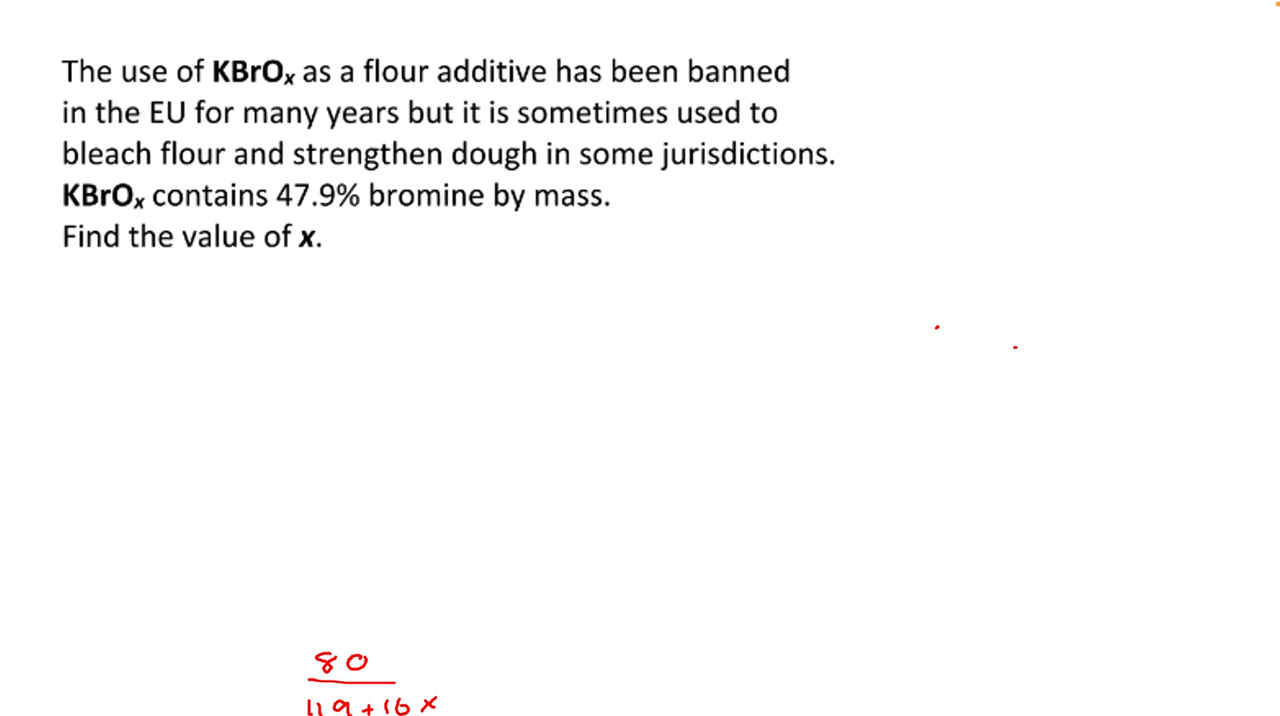 The use of KBrOₓ as a flour additive has been banned
in the EU for many years but it is sometimes used to
bleach flour and strengthen dough in some jurisdictions.
KBrOₓ contains 47.9% bromine by mass.
Find the value of x.
80
119+16x